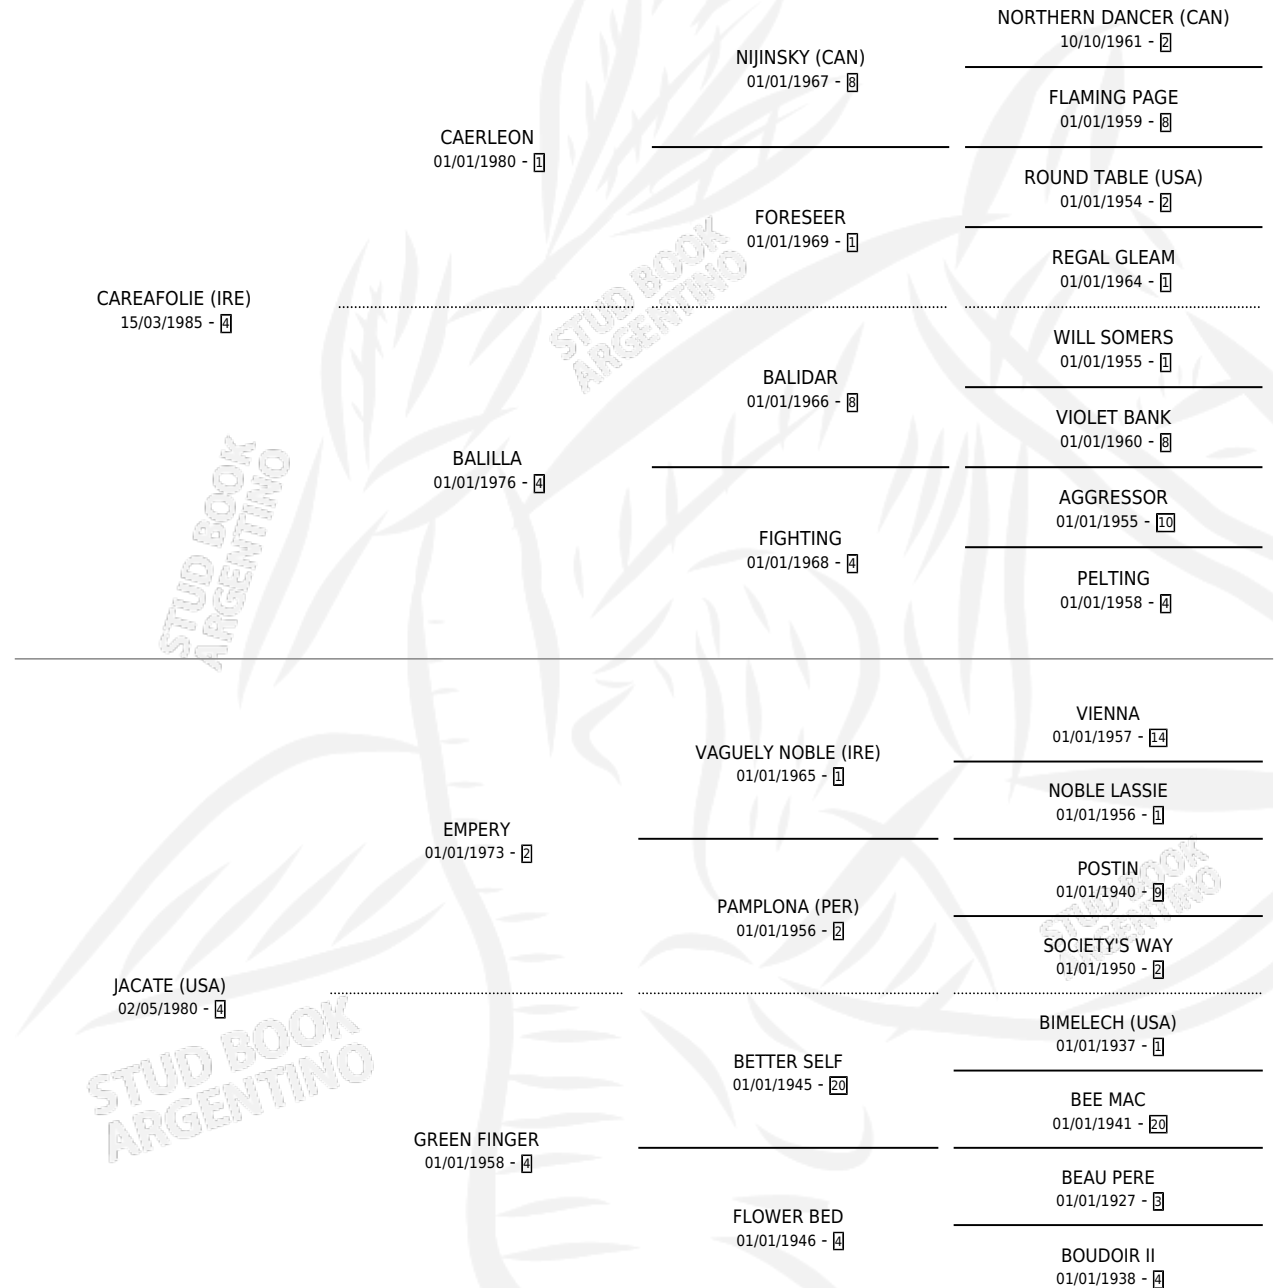 NORTHERN DANCER (CAN)
10/10/1961 - 2
NIJINSKY (CAN)
01/01/1967 - 8
FLAMING PAGE
01/01/1959 - 8
CAERLEON
01/01/1980 - 1
ROUND TABLE (USA)
01/01/1954 - 2
FORESEER
01/01/1969 - 1
REGAL GLEAM
01/01/1964 - 1
CAREAFOLIE (IRE)
15/03/1985 - 4
WILL SOMERS
01/01/1955 - 1
BALIDAR
01/01/1966 - 8
VIOLET BANK
01/01/1960 - 8
BALILLA
01/01/1976 - 4
AGGRESSOR
01/01/1955 - 10
FIGHTING
01/01/1968 - 4
PELTING
01/01/1958 - 4
VIENNA
01/01/1957 - 14
VAGUELY NOBLE (IRE)
01/01/1965 - 1
NOBLE LASSIE
01/01/1956 - 1
EMPERY
01/01/1973 - 2
POSTIN
01/01/1940 - 9
PAMPLONA (PER)
01/01/1956 - 2
SOCIETY'S WAY
01/01/1950 - 2
JACATE (USA)
02/05/1980 - 4
BIMELECH (USA)
01/01/1937 - 1
BETTER SELF
01/01/1945 - 20
BEE MAC
01/01/1941 - 20
GREEN FINGER
01/01/1958 - 4
BEAU PERE
01/01/1927 - 3
FLOWER BED
01/01/1946 - 4
BOUDOIR II
01/01/1938 - 4
STUD BOOK
ARGENTINO
STUD BOOK
ARGENTINO
STUD BOOK
ARGENTINO
STUD BOOK
ARGENTINO